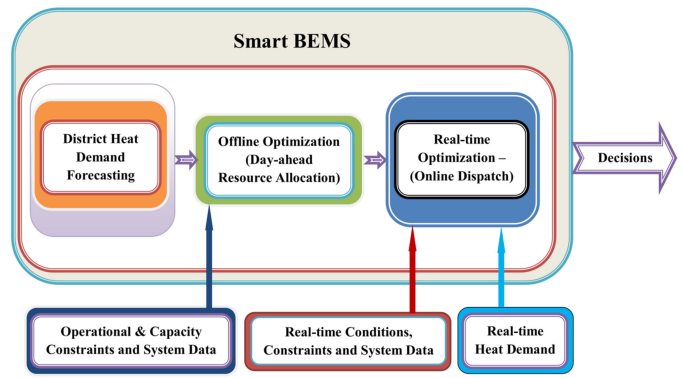 Smart BEMS
District Heat
Demand
Forecasting
Offline Optimization
(Day-ahead
Resource Allocation)
Real-time
Optimization –
(Online Dispatch)
Decisions
Operational & Capacity
Constraints and System Data
Real-time Conditions,
Constraints and System Data
Real-time
Heat Demand